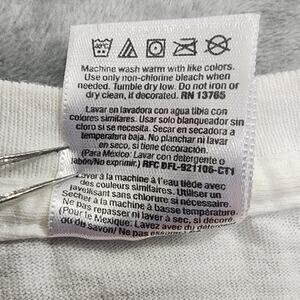 40°C
Machine wash warm with like colors.
Use only non-chlorine bleach when
needed. Tumble dry low. Do not iron or
dry clean, if decorated. RN 13765
Lavar en lavadora con agua tibia con
colores similares. Usar solo blanqueador sin
cloro si se necesita. Secar en secadora a
temperatura baja. No planchar ni lavar
en seco, si tiene decoración.
(Para México: Lavar con detergente o
jabón/No exprimir.) RFC DFL-921106-CT1
Laver à la machine à l'eau tiède avec
des couleurs similaires. Utiliser un
agent de blanchiment sans chlore si nécessaire.
Sécher à la machine à basse température.
Ne pas repasser ni laver à sec, si décoré.
(Pour le Mexique: Lavez avec du détergent
ou du savon/ Ne pas